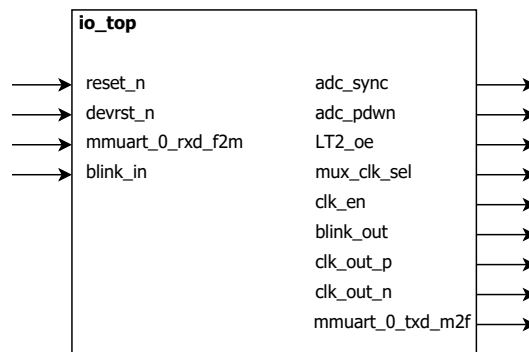 io_top
reset_n
devrst_n
mmuart_0_rxd_f2m
blink_in
adc_sync
adc_pdwn
LT2_oe
mux_clk_sel
clk_en
blink_out
clk_out_p
clk_out_n
mmuart_0_txd_m2f